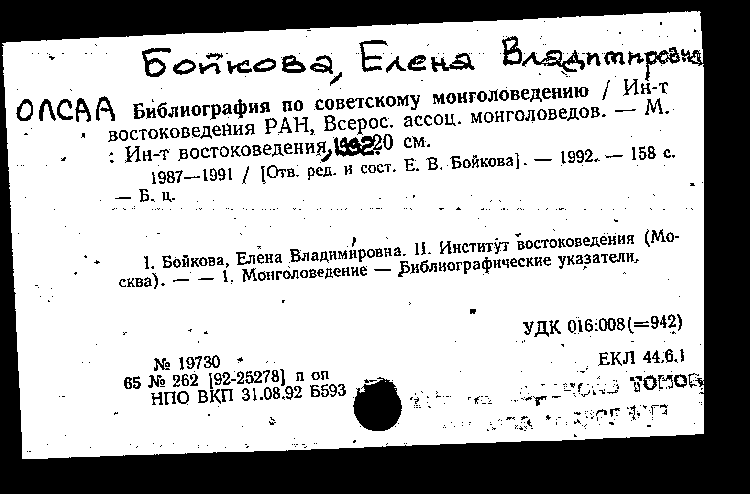 Бойкова, Елена Владимировна
ОЛСАА Библиография по советскому монголоведению / Ин-т
востоковедения РАН, Всерос. ассоц. монголоведов. — М.
: Ин-т востоковедения, 1992. 20 см.
1987—1991 / [Отв. ред. и сост. Е. В. Бойкова]. — 1992. — 158 с.
— Б. ц.
I. Бойкова, Елена Владимировна. II. Институт востоковедения (Мо-
сква). — — 1. Монголоведение — Библиографические указатели.
УДК 016:008(=942)
№ 19730
ЕКЛ 44.6.1
65 № 262 [92-25278] п оп
НПО ВКП 31.08.92 Б593
ТОМОВ